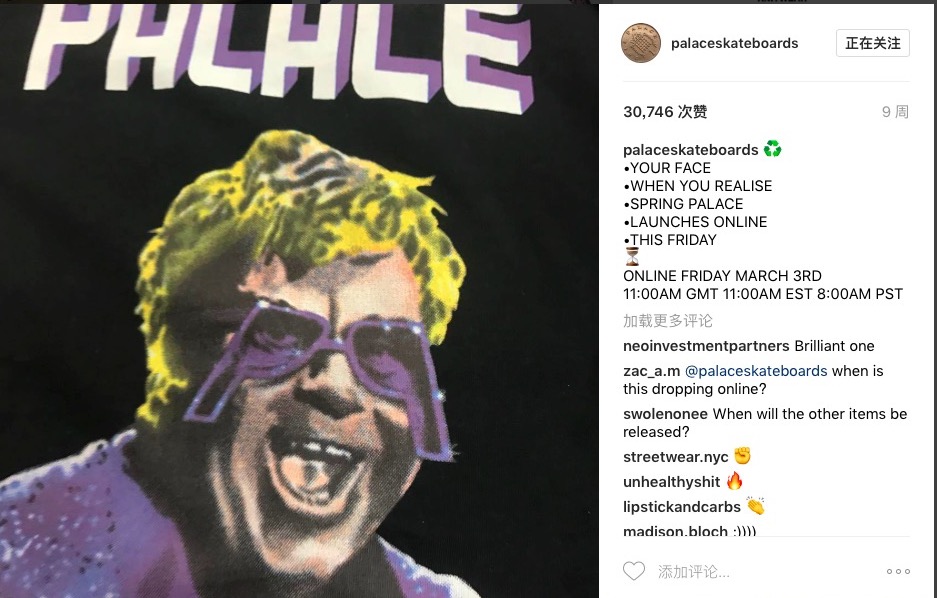 PALACE
palaceskateboards
正在关注
30,746 次赞
9 周
palaceskateboards ♻️
•YOUR FACE
•WHEN YOU REALISE
•SPRING PALACE
•LAUNCHES ONLINE
•THIS FRIDAY
⏳
ONLINE FRIDAY MARCH 3RD
11:00AM GMT 11:00AM EST 8:00AM PST
加载更多评论
neoinvestmentpartners Brilliant one
zac_a.m @palaceskateboards when is
this dropping online?
swolenonee When will the other items be
released?
streetwear.nyc ✊
unhealthyshit 🔥
lipstickandcarbs 👏
madison.bloch :))))
添加评论...